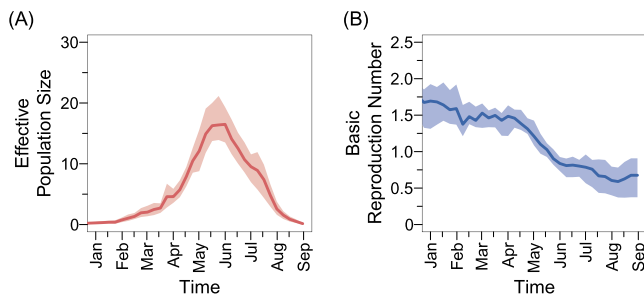 (A)
Effective
Population Size
30
20
10
0
Jan
Feb
Mar
Apr
May
Jun
Jul
Aug
Sep
Time
(B)
Basic
Reproduction Number
2.5
2.0
1.5
1.0
0.5
0
Jan
Feb
Mar
Apr
May
Jun
Jul
Aug
Sep
Time